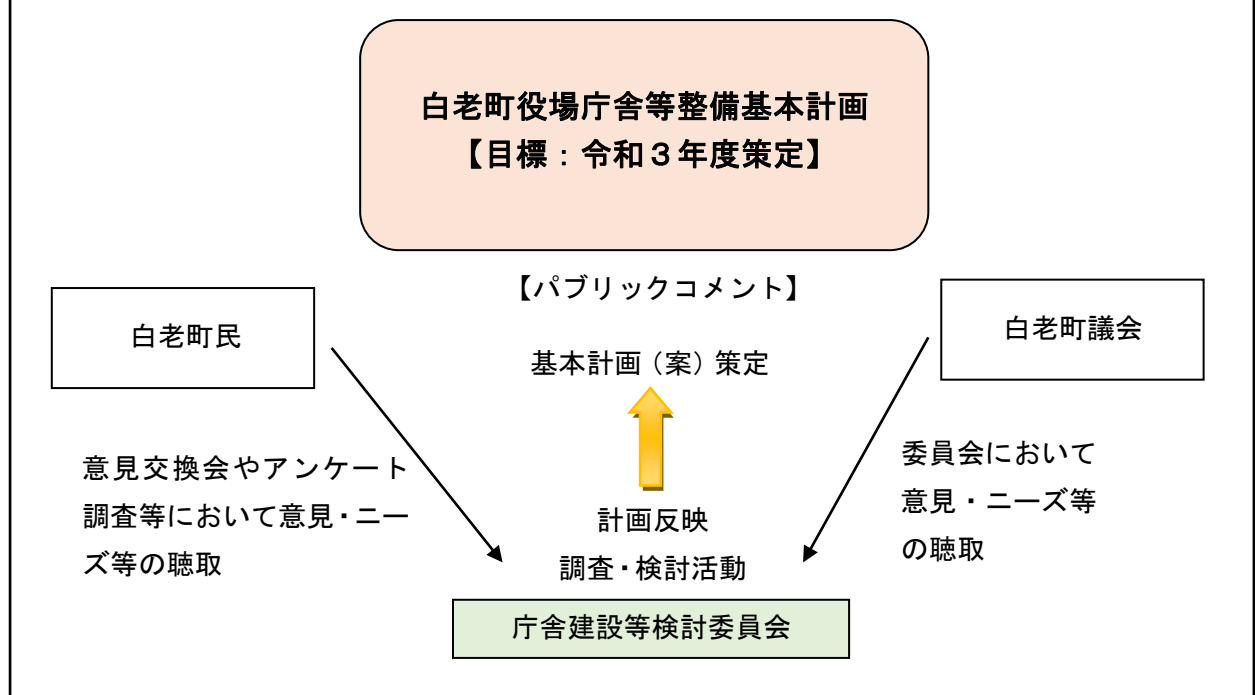 白老町役場庁舎等整備基本計画
【目標：令和３年度策定】
【パブリックコメント】
白老町民
白老町議会
基本計画（案）策定
意見交換会やアンケート
調査等において意見・ニー
ズ等の聴取
委員会において
意見・ニーズ等
の聴取
計画反映
調査・検討活動
庁舎建設等検討委員会